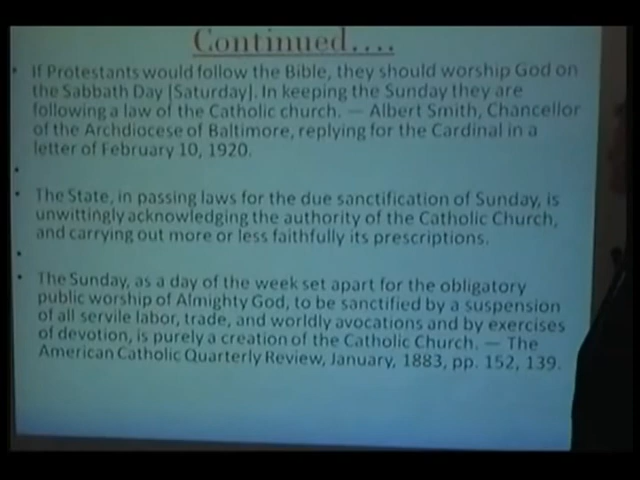 Continued....
• If Protestants would follow the Bible, they should worship God on
the Sabbath Day [Saturday]. In keeping the Sunday they are
following a law of the Catholic church. — Albert Smith, Chancellor
of the Archdiocese of Baltimore, replying for the Cardinal in a
letter of February 10, 1920.
•
• The State, in passing laws for the due sanctification of Sunday, is
unwittingly acknowledging the authority of the Catholic Church,
and carrying out more or less faithfully its prescriptions.
•
• The Sunday, as a day of the week set apart for the obligatory
public worship of Almighty God, to be sanctified by a suspension
of all servile labor, trade, and worldly avocations and by exercises
of devotion, is purely a creation of the Catholic Church. — The
American Catholic Quarterly Review, January, 1883, pp. 152, 139.